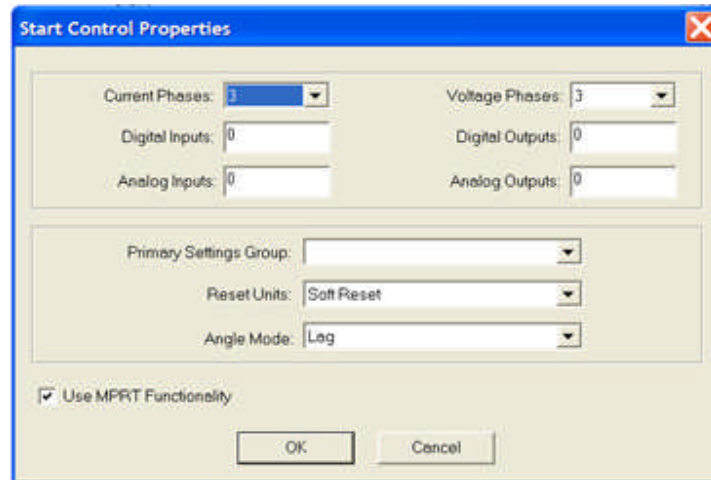 Start Control Properties
Current Phases: 3 Voltage Phases: 3
Digital Inputs: 0 Digital Outputs: 0
Analog Inputs: 0 Analog Outputs: 0
Primary Settings Group:
Reset Units: Soft Reset
Angle Mode: Lag
Use MPRT Functionality
OK Cancel